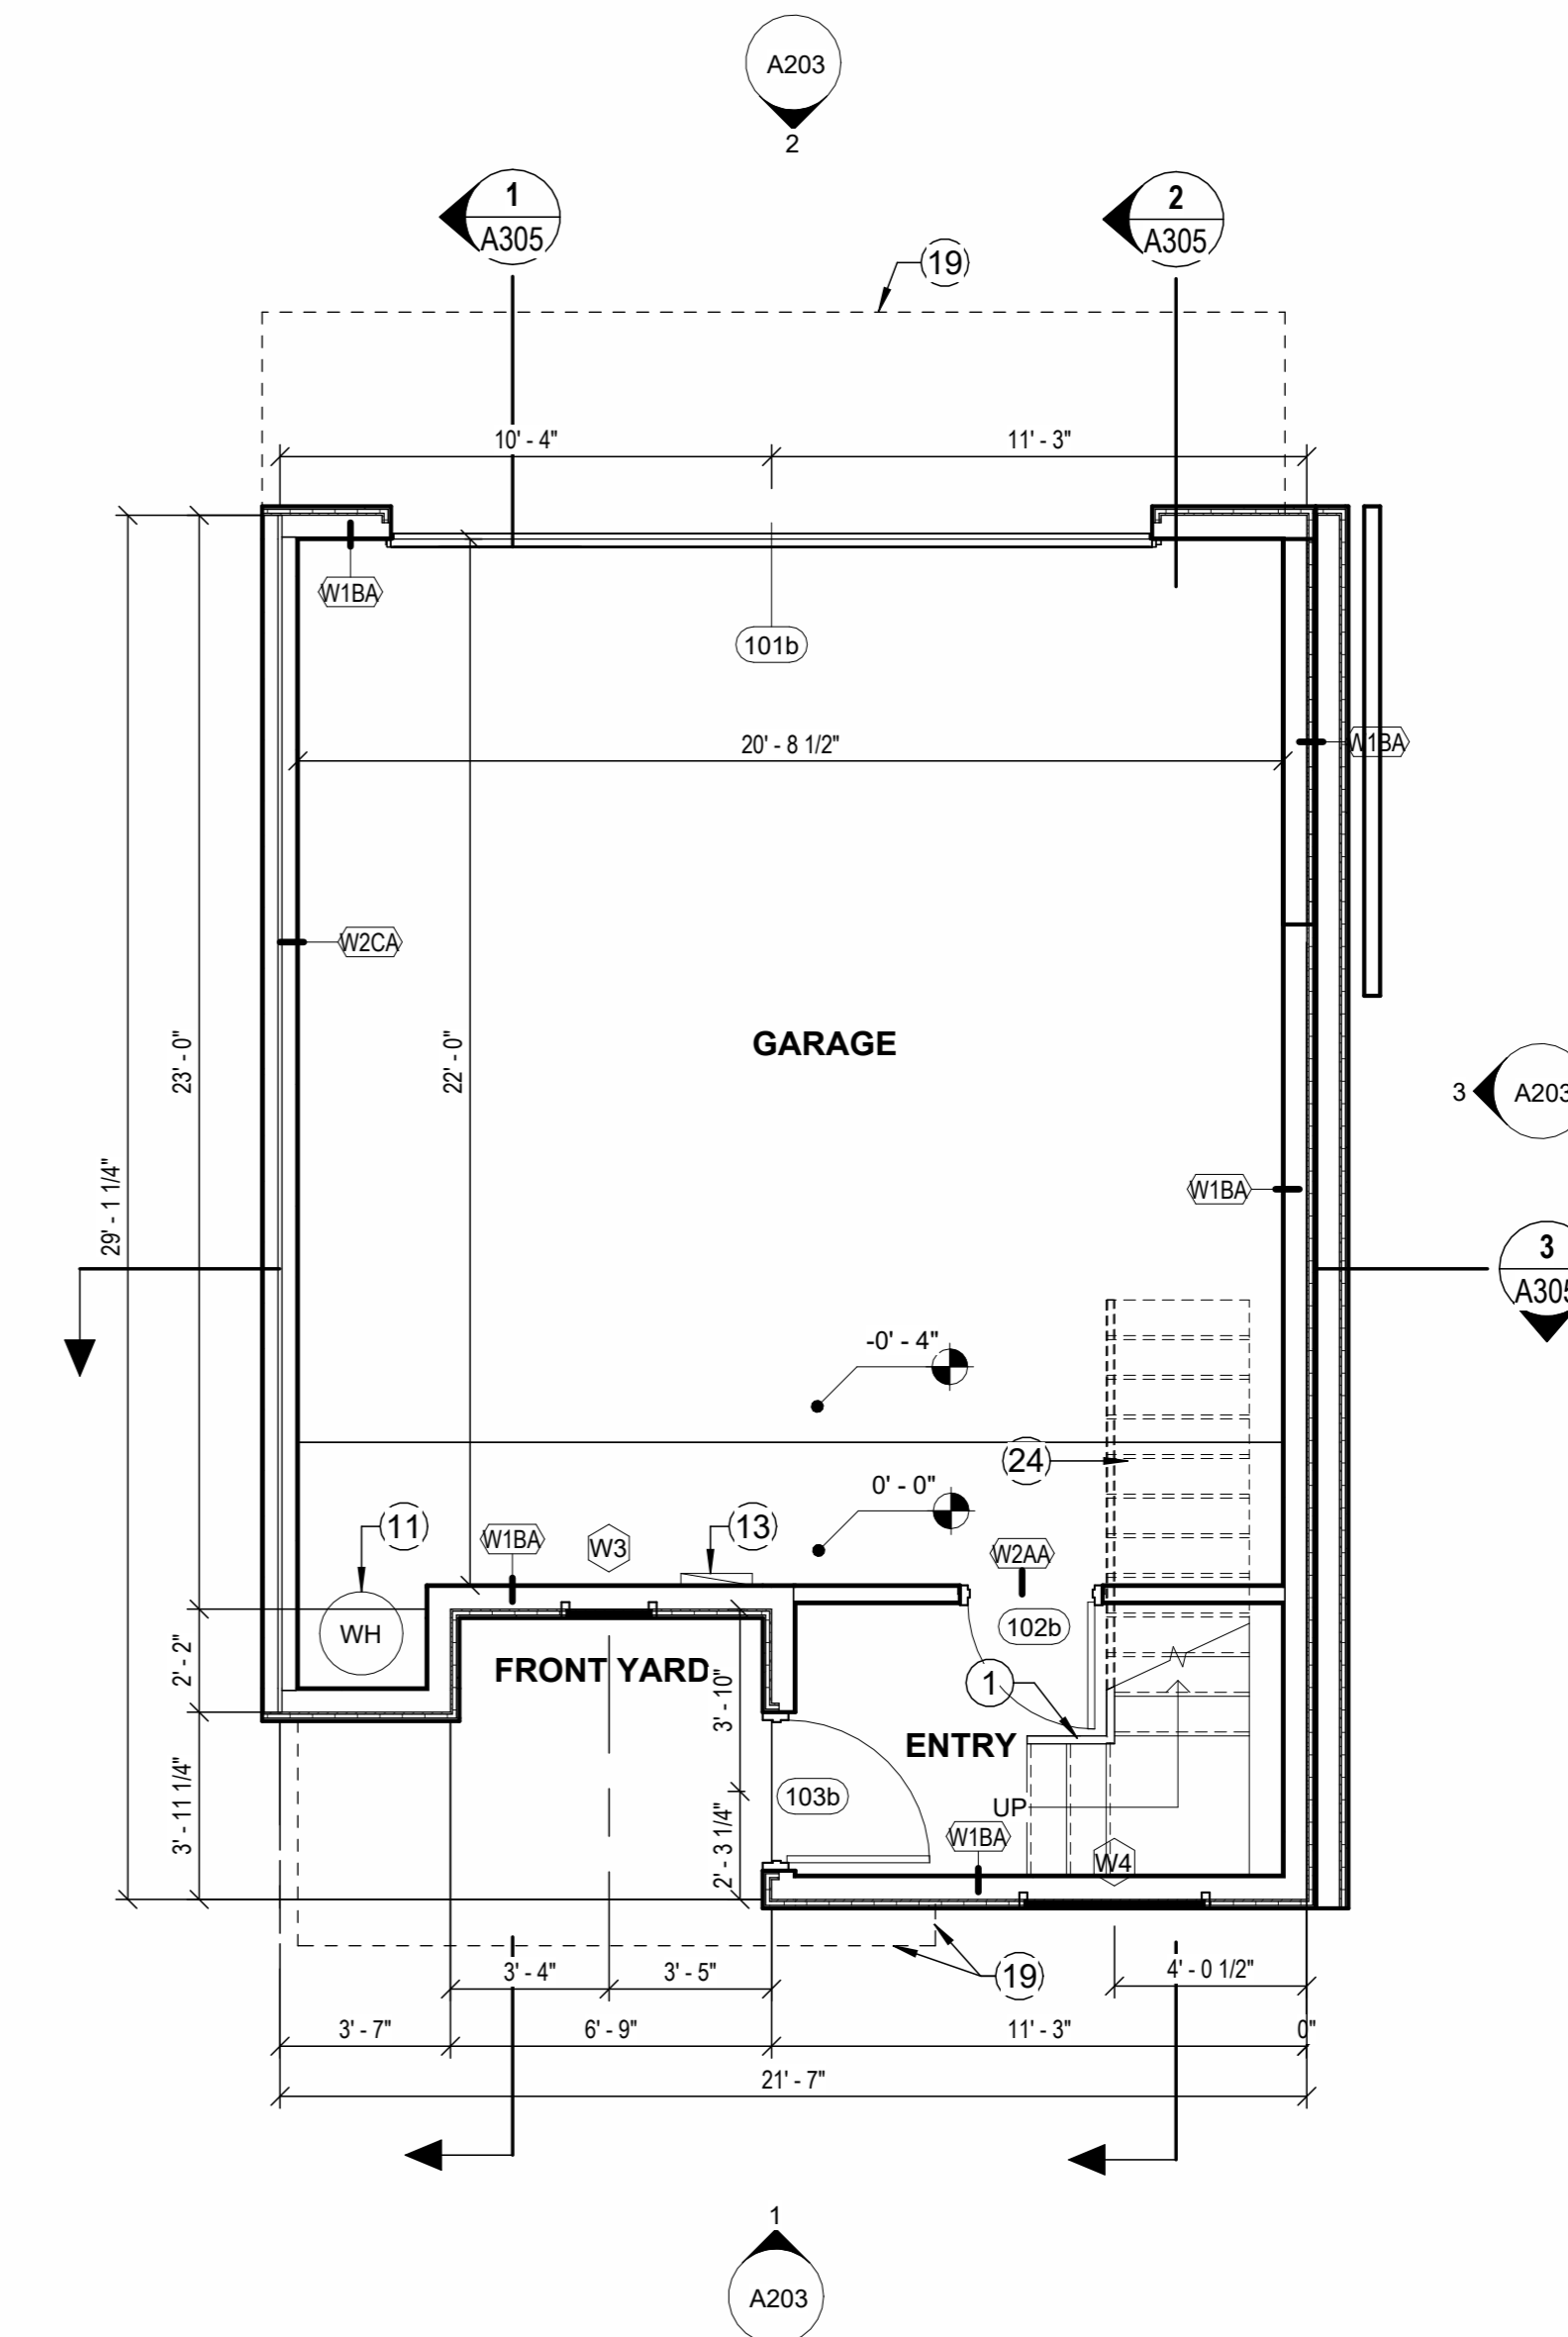 A203
2
1
A305
2
A305
19
10' - 4"
11' - 3"
W1BA
101b
20' - 8 1/2"
W1BA
W2CA
GARAGE
23' - 0"
22' - 0"
3
A203
29' - 1 1/4"
W1BA
3
A305
-0' - 4"
24
0' - 0"
11
W1BA
W3
13
W2AA
WH
102b
2' - 2"
FRONT YARD
3' - 10"
1
ENTRY
103b
UP
3' - 11 1/4"
2' - 3 1/4"
W1BA
W4
3' - 4"
3' - 5"
19
4' - 0 1/2"
3' - 7"
6' - 9"
11' - 3"
0"
21' - 7"
1
A203